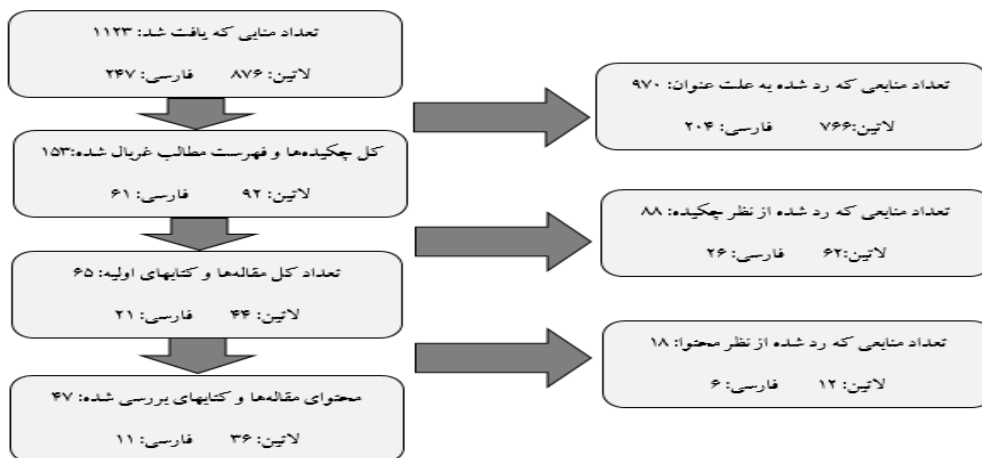 تعداد منابی که یافت شد: ۱۱۲۳
لاتین: ۸۷۶ فارسی: ۲۴۷
تعداد منابعی که رد شده به علت عنوان: ۹۷۰
لاتین:۷۶۶ فارسی: ۲۰۴
کل چکیده‌ها و فهرست مطالب غربال شده:۱۵۳
لاتین: ۹۲ فارسی: ۶۱
تعداد منابعی که رد شده از نظر چکیده: ۸۸
لاتین:۶۲ فارسی: ۲۶
تعداد کل مقاله‌ها و کتابهای اولیه: ۶۵
لاتین: ۴۴ فارسی: ۲۱
تعداد منابعی که رد شده از نظر محتوا: ۱۸
لاتین: ۱۲ فارسی: ۶
محتوای مقاله‌ها و کتابهای بررسی شده: ۴۷
لاتین: ۳۶ فارسی: ۱۱